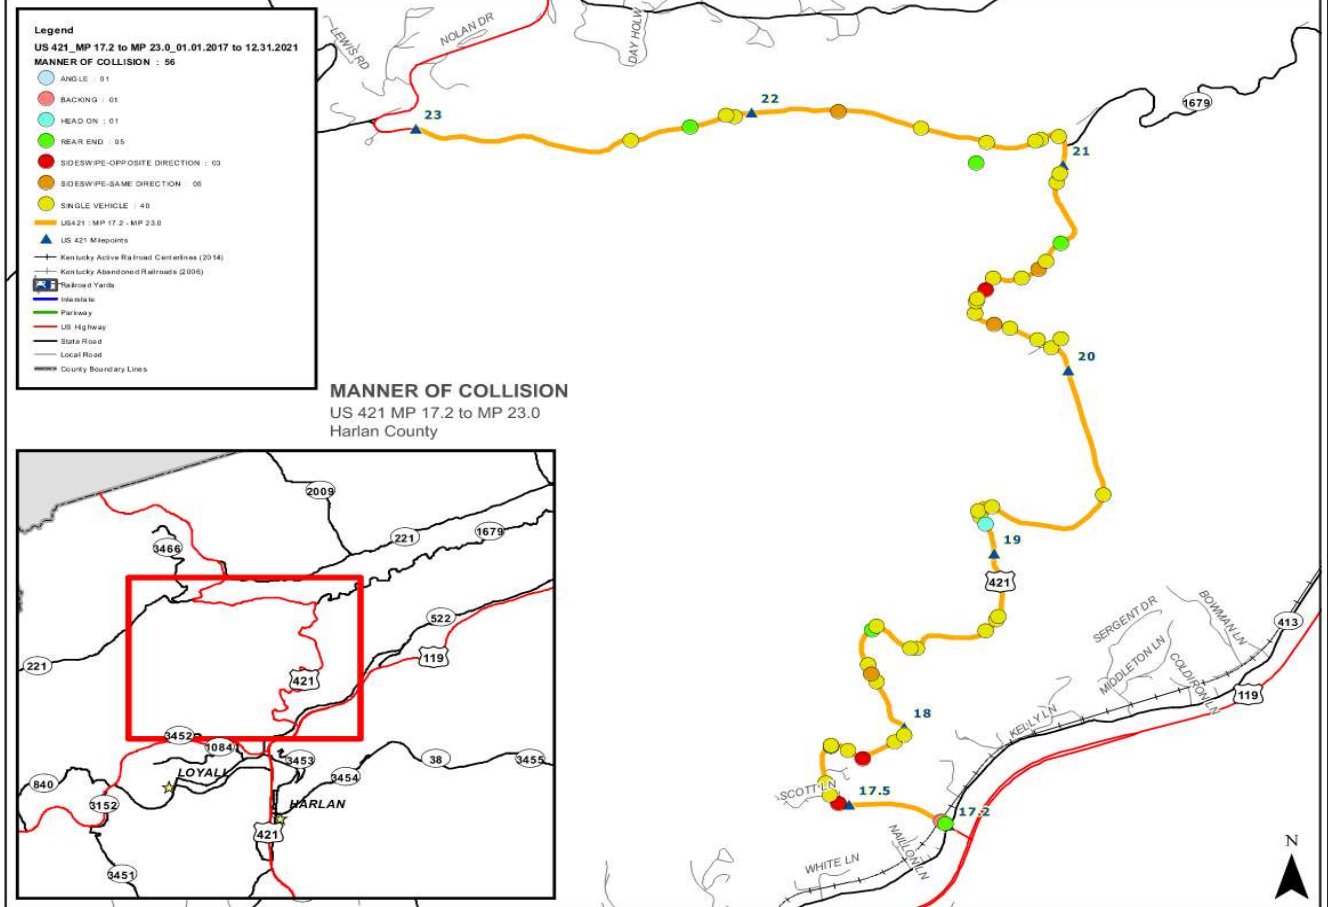 Legend
US 421_MP 17.2 to MP 23.0_01.01.2017 to 12.31.2021
MANNER OF COLLISION : 56
ANGLE : 01
BACKING : 01
HEAD ON : 01
REAR END : 05
SIDESWIPE-OPPOSITE DIRECTION : 03
SIDESWIPE-SAME DIRECTION : 05
SINGLE VEHICLE : 40
US421 : MP 17.2 - MP 23.0
US 421 Milepoints
Kentucky Active Railroad Centerlines (2014)
Kentucky Abandoned Railroads (2006)
Railroad Yards
Interstate
Parkway
US Highway
State Road
Local Road
County Boundary Lines
LEWIS RD
NOLAN DR
DAY HOLW
23
22
1679
21
20
19
421
18
17.5
17.2
SCOTT LN
NAILLON LN
WHITE LN
KELLY LN
SERGENT DR
MIDDLETON LN
BOWMAN LN
COLDIRON LN
413
119
N
MANNER OF COLLISION
US 421 MP 17.2 to MP 23.0
Harlan County
2009
221
1679
3466
522
119
221
421
3452
1084
3453
38
3455
3454
840
LOYALL
3152
HARLAN
421
3451